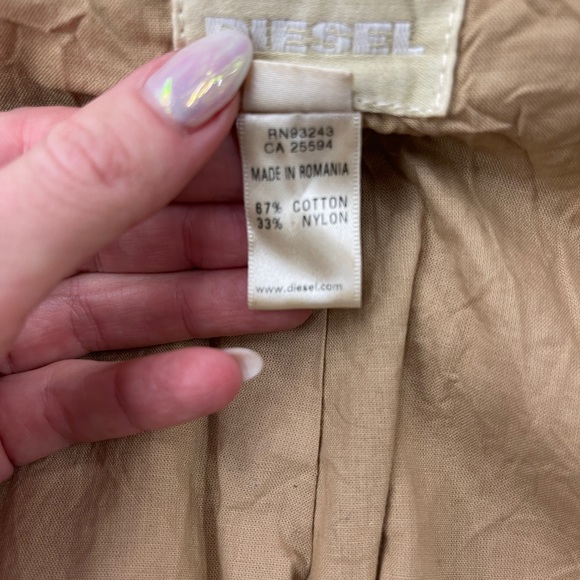 DIESEL
RN93243
CA 25594
MADE IN ROMANIA
67% COTTON
33% NYLON
www.diesel.com